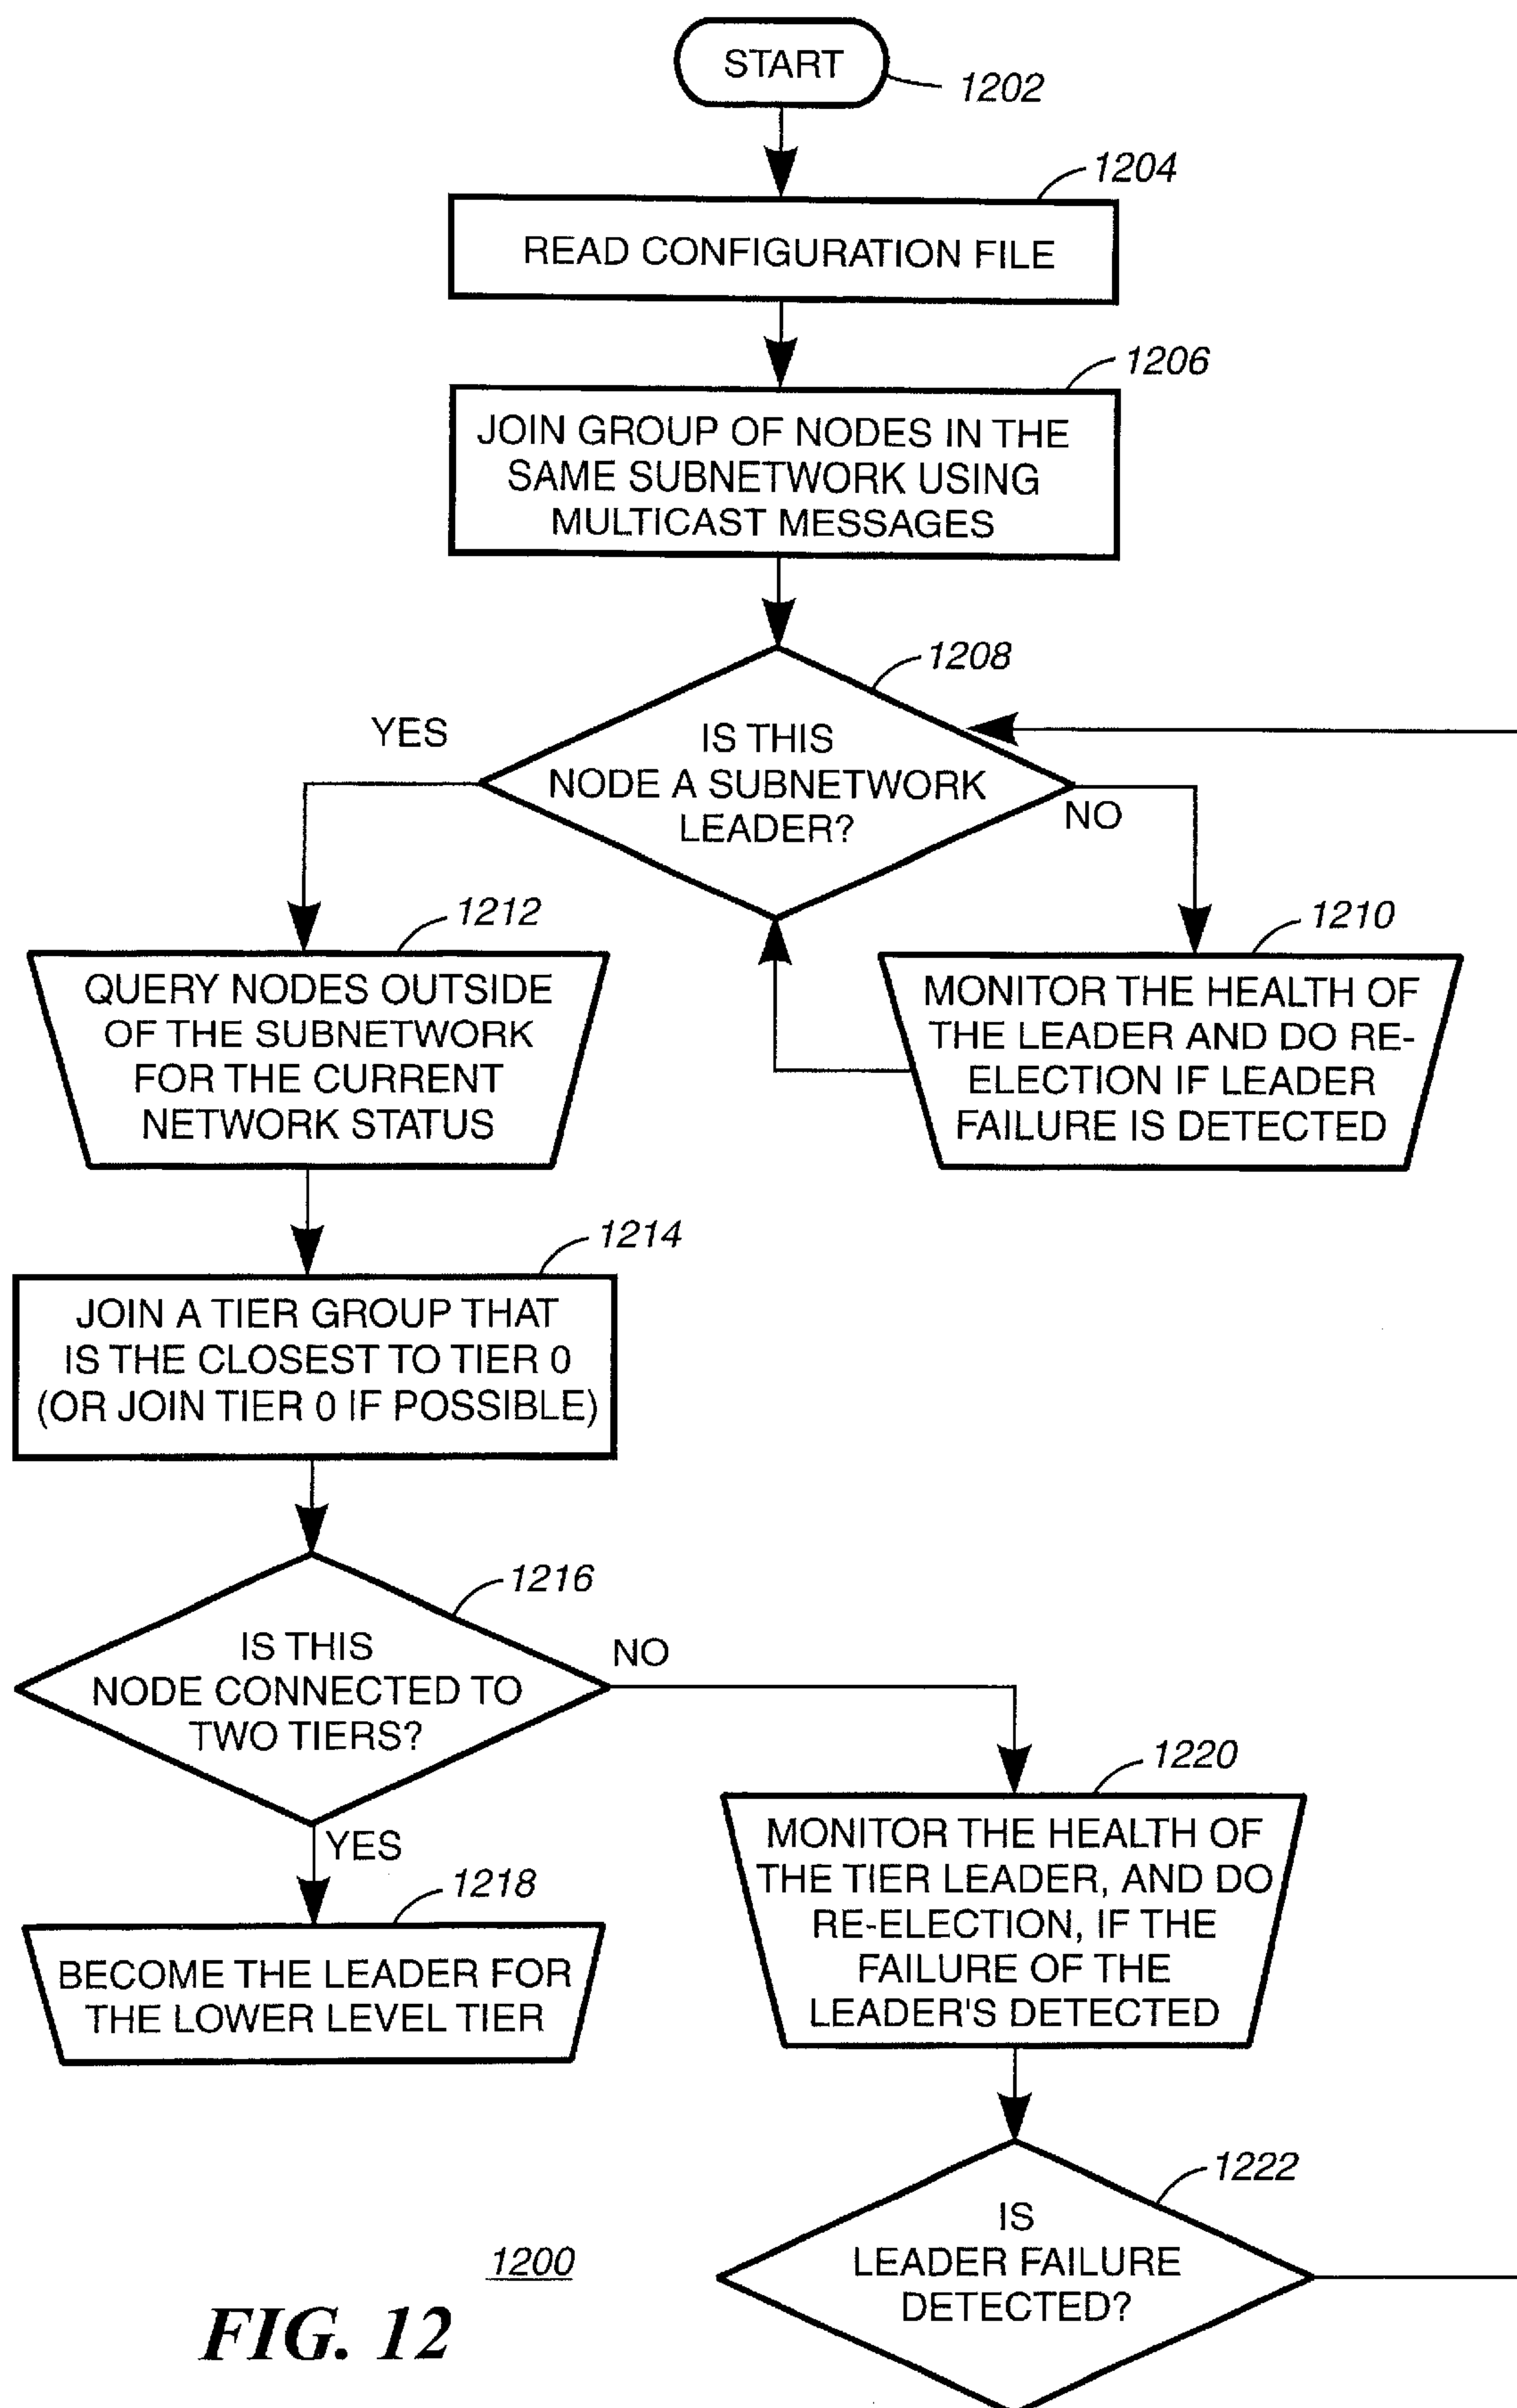 START
1202
1204
READ CONFIGURATION FILE
1206
JOIN GROUP OF NODES IN THE
SAME SUBNETWORK USING
MULTICAST MESSAGES
1208
YES
IS THIS
NODE A SUBNETWORK
LEADER?
NO
1212
QUERY NODES OUTSIDE
OF THE SUBNETWORK
FOR THE CURRENT
NETWORK STATUS
1210
MONITOR THE HEALTH OF
THE LEADER AND DO RE-
ELECTION IF LEADER
FAILURE IS DETECTED
1214
JOIN A TIER GROUP THAT
IS THE CLOSEST TO TIER 0
(OR JOIN TIER 0 IF POSSIBLE)
1216
IS THIS
NODE CONNECTED TO
TWO TIERS?
NO
YES
1218
BECOME THE LEADER FOR
THE LOWER LEVEL TIER
1220
MONITOR THE HEALTH OF
THE TIER LEADER, AND DO
RE-ELECTION, IF THE
FAILURE OF THE
LEADER'S DETECTED
1222
IS
LEADER FAILURE
DETECTED?
1200
FIG. 12